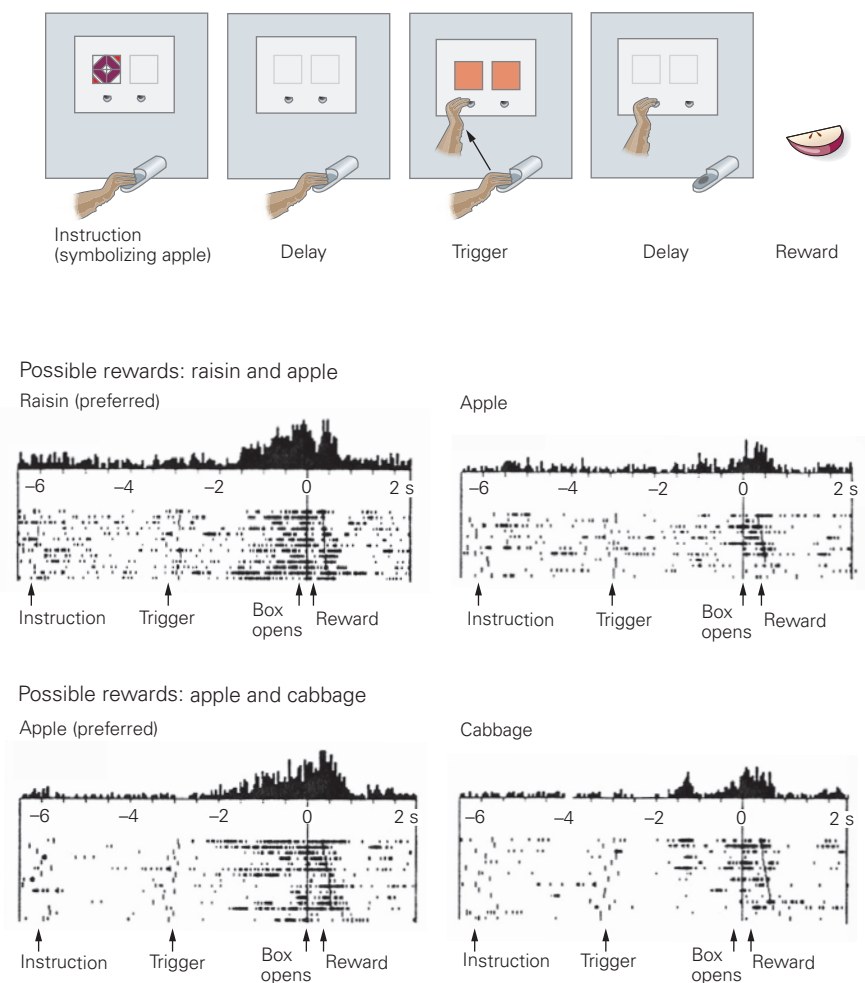 Instruction
(symbolizing apple)
Delay
Trigger
Delay
Reward
Possible rewards: raisin and apple
Raisin (preferred)
Apple
–6 –4 –2 0 2 s
–6 –4 –2 0 2 s
Instruction Trigger Box opens Reward
Instruction Trigger Box opens Reward
Possible rewards: apple and cabbage
Apple (preferred)
Cabbage
–6 –4 –2 0 2 s
–6 –4 –2 0 2 s
Instruction Trigger Box opens Reward
Instruction Trigger Box opens Reward